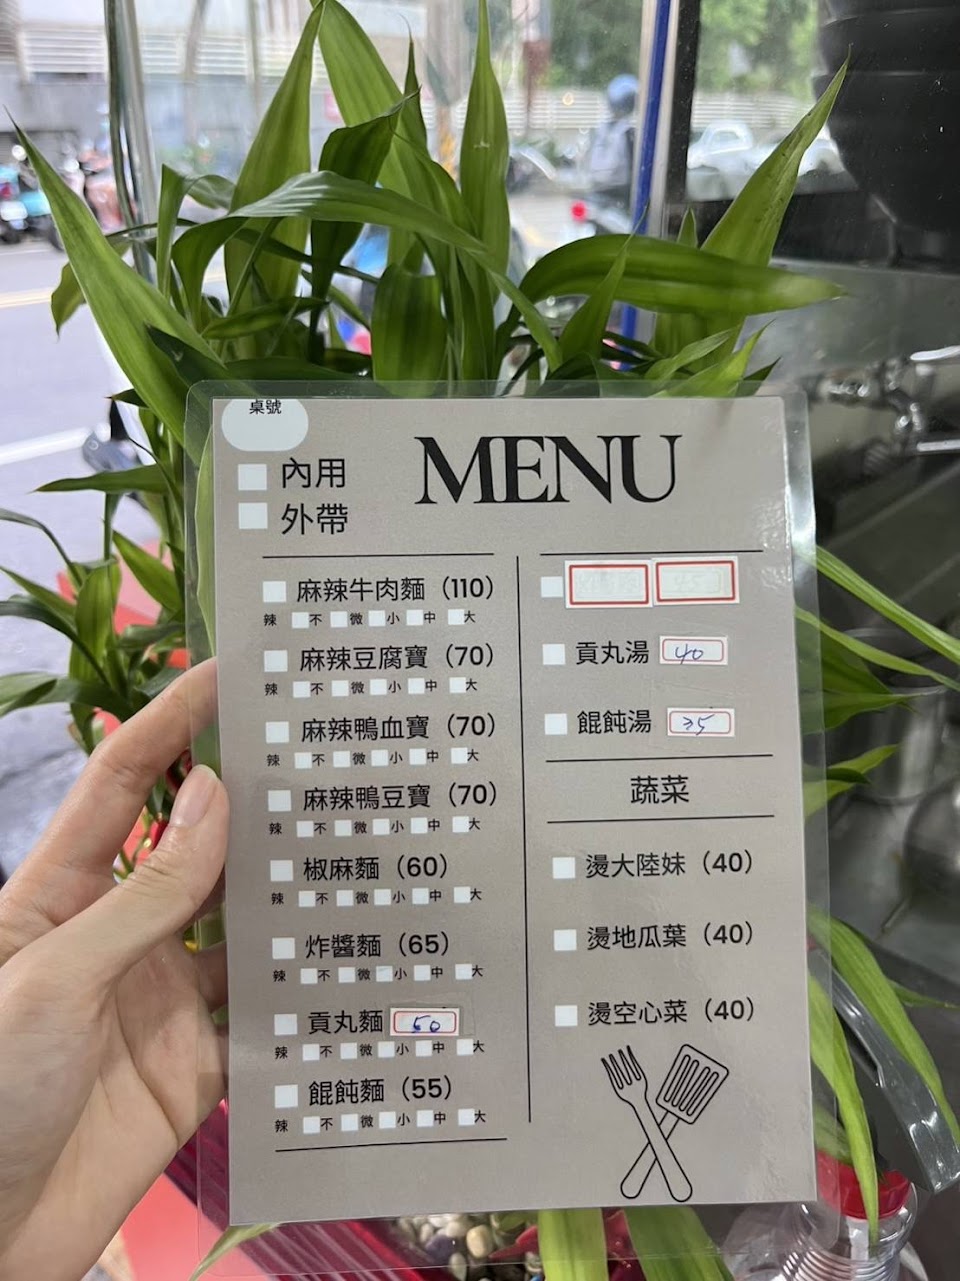 桌號
內用
外帶
MENU
麻辣牛肉麵（110）
辣 不 微 小 中 大
麻辣豆腐寶（70）
辣 不 微 小 中 大
麻辣鴨血寶（70）
辣 不 微 小 中 大
麻辣鴨豆寶（70）
辣 不 微 小 中 大
椒麻麵（60）
辣 不 微 小 中 大
炸醬麵（65）
辣 不 微 小 中 大
貢丸麵 60
辣 不 微 小 中 大
餛飩麵（55）
辣 不 微 小 中 大
貢丸湯 40
餛飩湯 35
蔬菜
燙大陸妹（40）
燙地瓜葉（40）
燙空心菜（40）